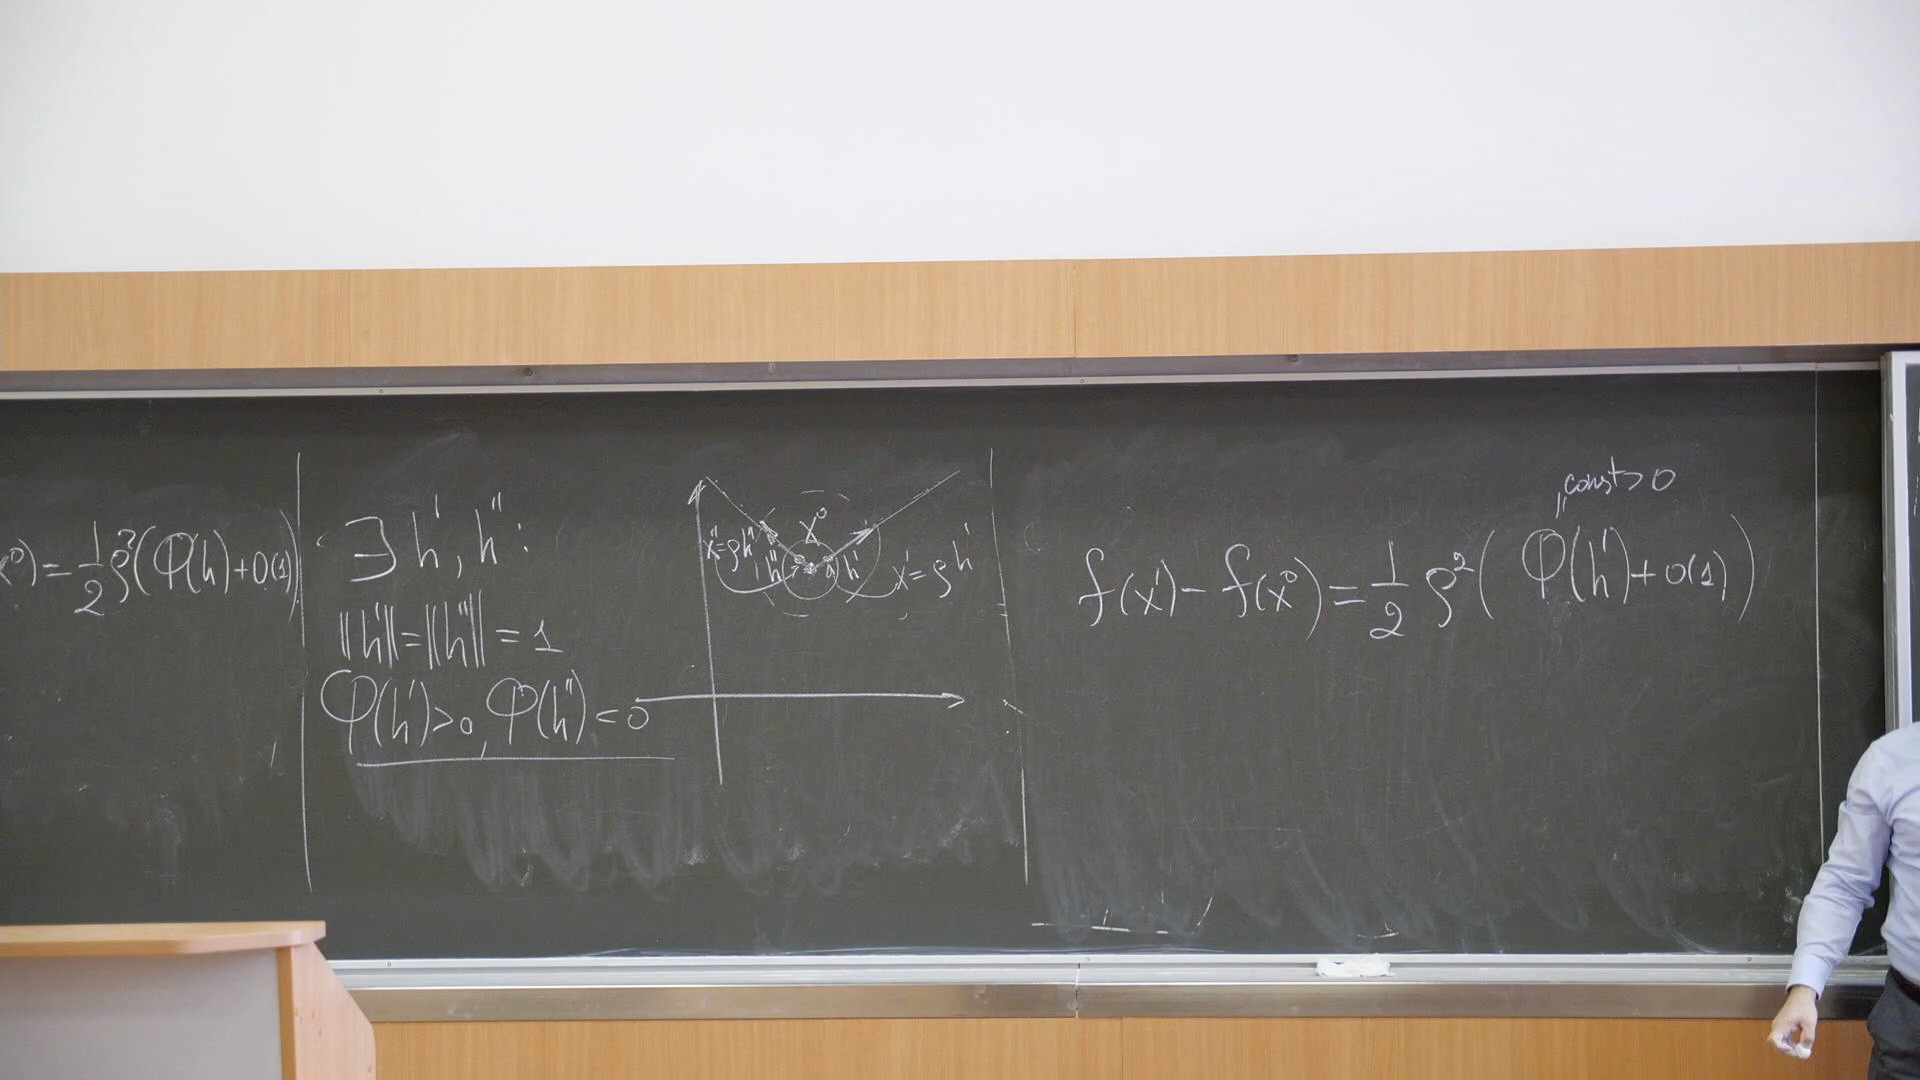 x⁰) = 1/2 ρ² (Φ(h) + o(1))
∃ h', h'' :
||h'|| = ||h''|| = 1
Φ(h') > 0, Φ(h'') < 0
x⁰
x'' = ρh''
h''
h'
x' = ρh'
const > 0
f(x') - f(x⁰) = 1/2 ρ² (Φ(h') + o(1))